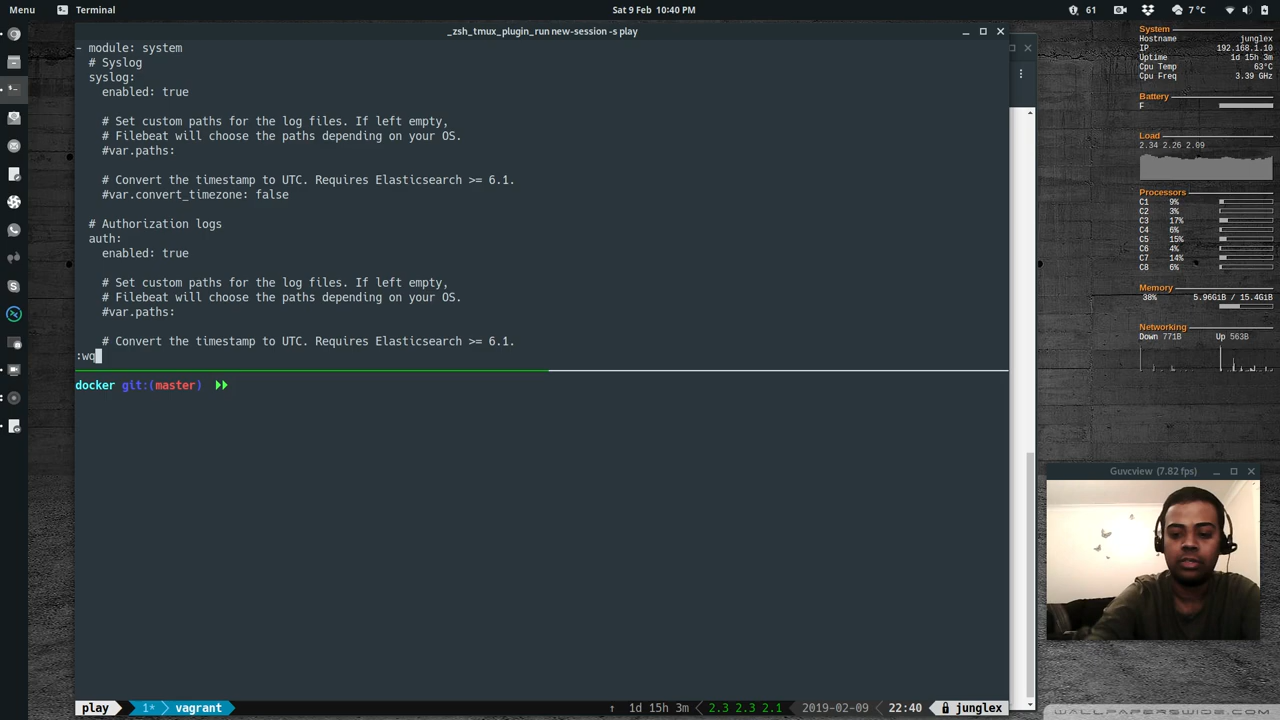 Menu Terminal Sat 9 Feb 10:40 PM 61 7°C
_zsh_tmux_plugin_run new-session -s play
- module: system
# Syslog
syslog:
enabled: true
# Set custom paths for the log files. If left empty,
# Filebeat will choose the paths depending on your OS.
#var.paths:
# Convert the timestamp to UTC. Requires Elasticsearch >= 6.1.
#var.convert_timezone: false
# Authorization logs
auth:
enabled: true
# Set custom paths for the log files. If left empty,
# Filebeat will choose the paths depending on your OS.
#var.paths:
# Convert the timestamp to UTC. Requires Elasticsearch >= 6.1.
:wq
docker git:(master)
play 1* vagrant ↑ 1d 15h 3m 2.3 2.3 2.1 2019-02-09 22:40 junglex
System
Hostname junglex
IP 192.168.1.10
Uptime 1d 15h 3m
Cpu Temp 63°C
Cpu Freq 3.39 GHz
Battery
F
Load
2.34 2.26 2.09
Processors
C1 9%
C2 3%
C3 17%
C4 6%
C5 15%
C6 4%
C7 14%
C8 6%
Memory
38% 5.96GiB / 15.4GiB
Networking
Down 771B Up 563B
Guvcview (7.82 fps)
WALLPAPERSWIDE.COM